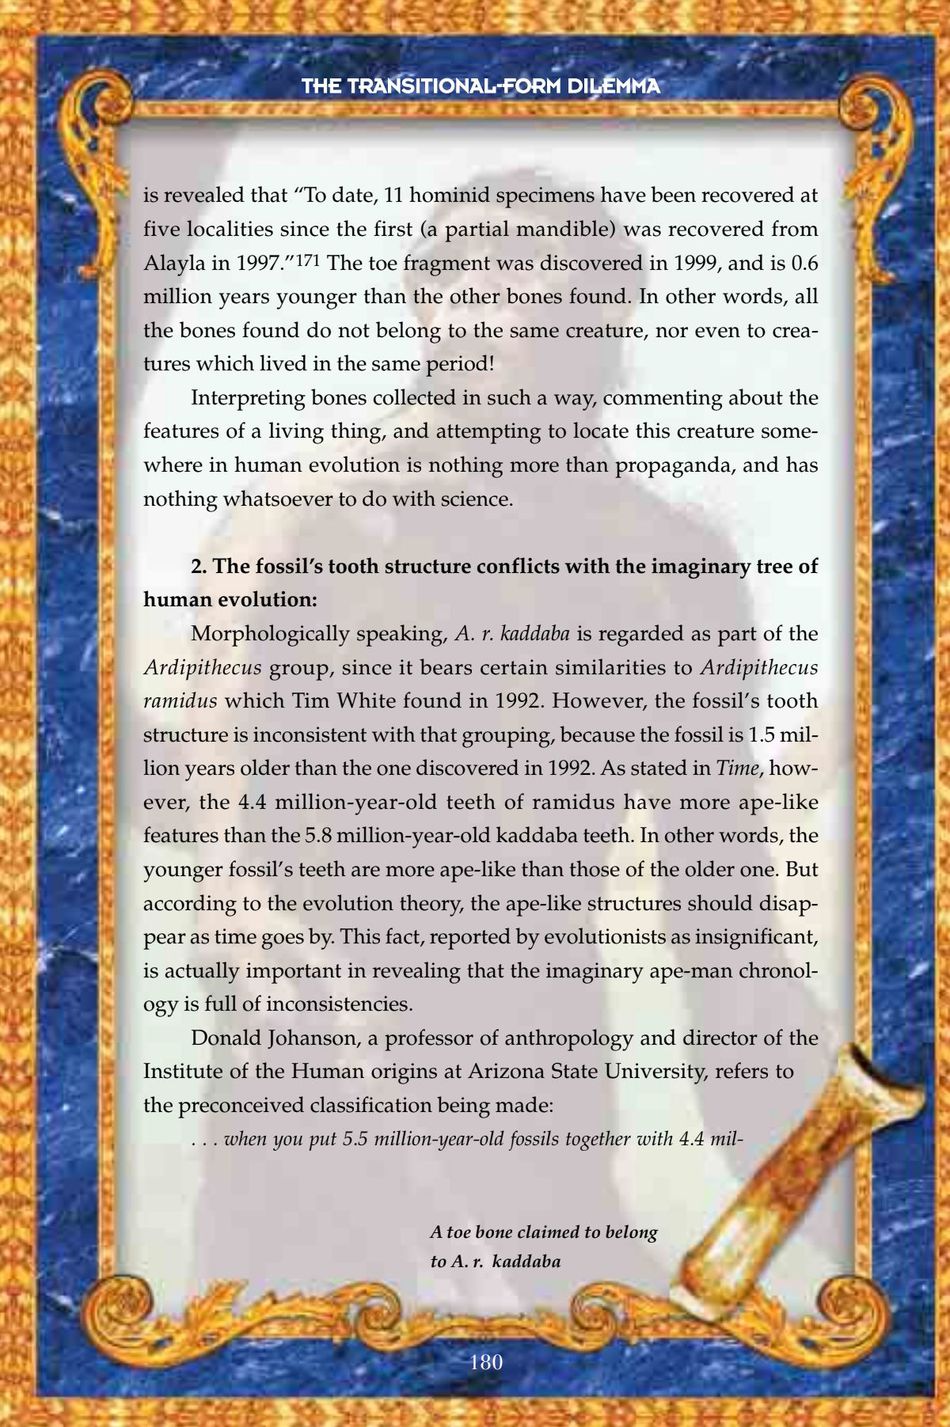 THE TRANSITIONAL-FORM DILEMMA
is revealed that “To date, 11 hominid specimens have been recovered at
five localities since the first (a partial mandible) was recovered from
Alayla in 1997.”171 The toe fragment was discovered in 1999, and is 0.6
million years younger than the other bones found. In other words, all
the bones found do not belong to the same creature, nor even to crea-
tures which lived in the same period!
Interpreting bones collected in such a way, commenting about the
features of a living thing, and attempting to locate this creature some-
where in human evolution is nothing more than propaganda, and has
nothing whatsoever to do with science.
2. The fossil’s tooth structure conflicts with the imaginary tree of
human evolution:
Morphologically speaking, A. r. kaddaba is regarded as part of the
Ardipithecus group, since it bears certain similarities to Ardipithecus
ramidus which Tim White found in 1992. However, the fossil’s tooth
structure is inconsistent with that grouping, because the fossil is 1.5 mil-
lion years older than the one discovered in 1992. As stated in Time, how-
ever, the 4.4 million-year-old teeth of ramidus have more ape-like
features than the 5.8 million-year-old kaddaba teeth. In other words, the
younger fossil’s teeth are more ape-like than those of the older one. But
according to the evolution theory, the ape-like structures should disap-
pear as time goes by. This fact, reported by evolutionists as insignificant,
is actually important in revealing that the imaginary ape-man chronol-
ogy is full of inconsistencies.
Donald Johanson, a professor of anthropology and director of the
Institute of the Human origins at Arizona State University, refers to
the preconceived classification being made:
. . . when you put 5.5 million-year-old fossils together with 4.4 mil-
A toe bone claimed to belong
to A. r. kaddaba
180